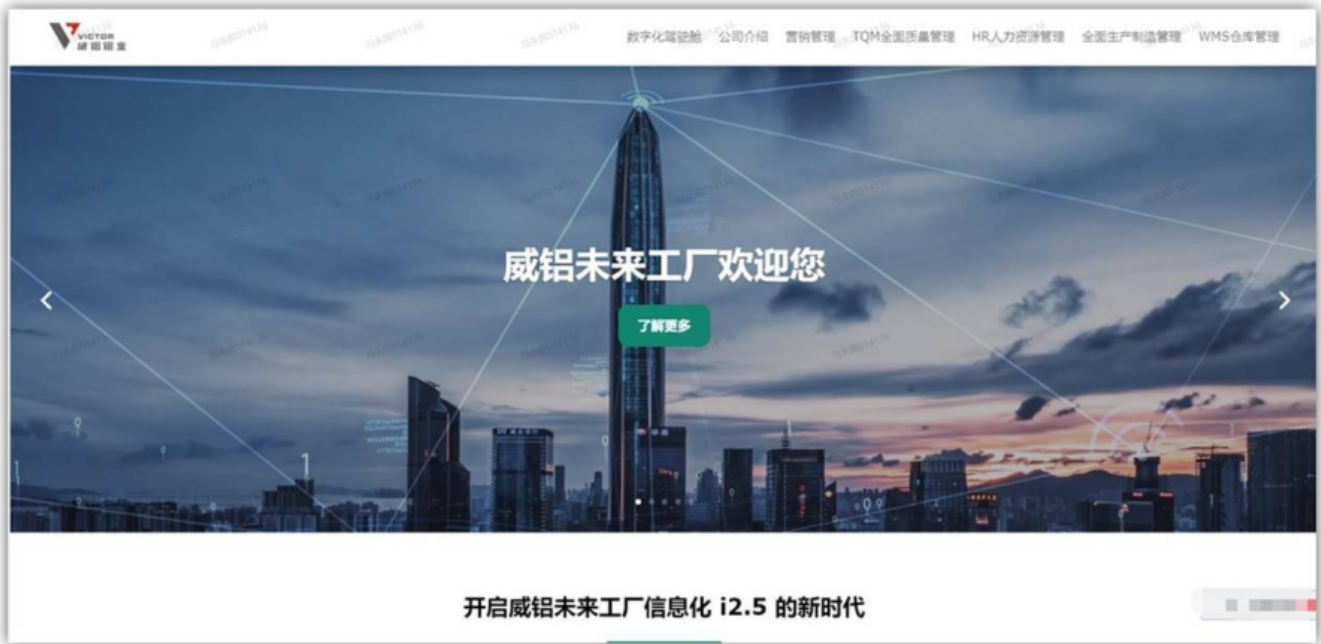 VICTOR
威铝铝业
数字化驾驶舱 公司介绍 营销管理 TQM全面质量管理 HR人力资源管理 全面生产制造管理 WMS仓库管理
威铝未来工厂欢迎您
了解更多
开启威铝未来工厂信息化 i2.5 的新时代